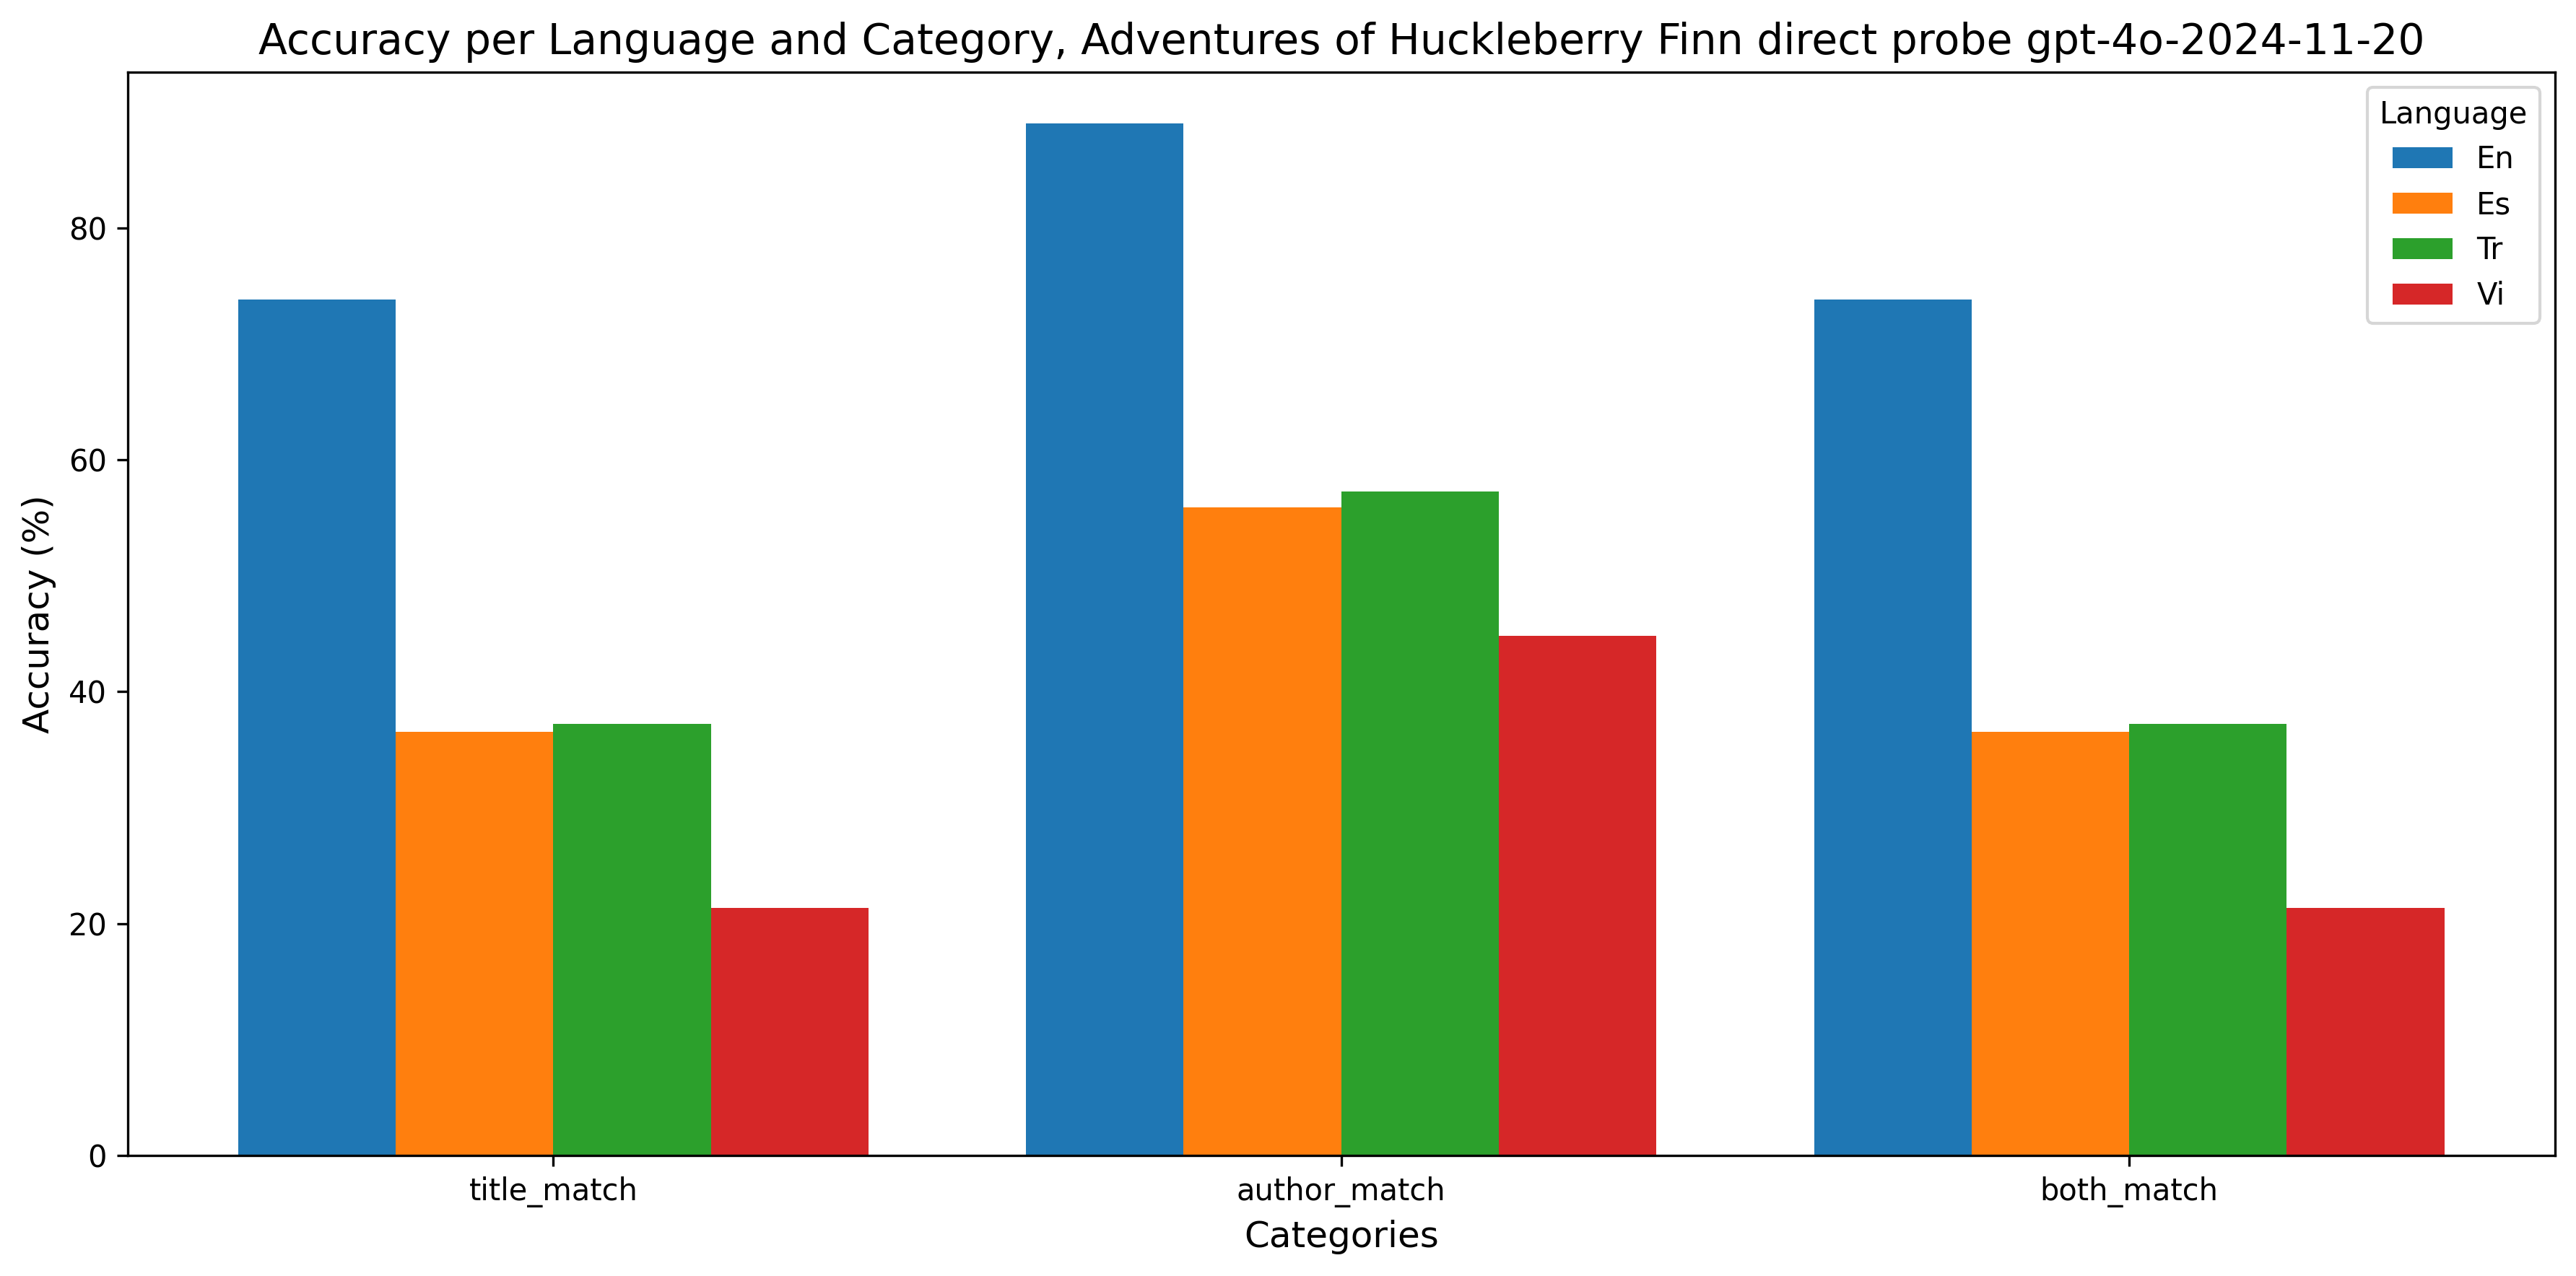 Accuracy per Language and Category, Adventures of Huckleberry Finn direct probe gpt-4o-2024-11-20
Language
En
Es
Tr
Vi
Accuracy (%)
80
60
40
20
0
title_match
author_match
both_match
Categories